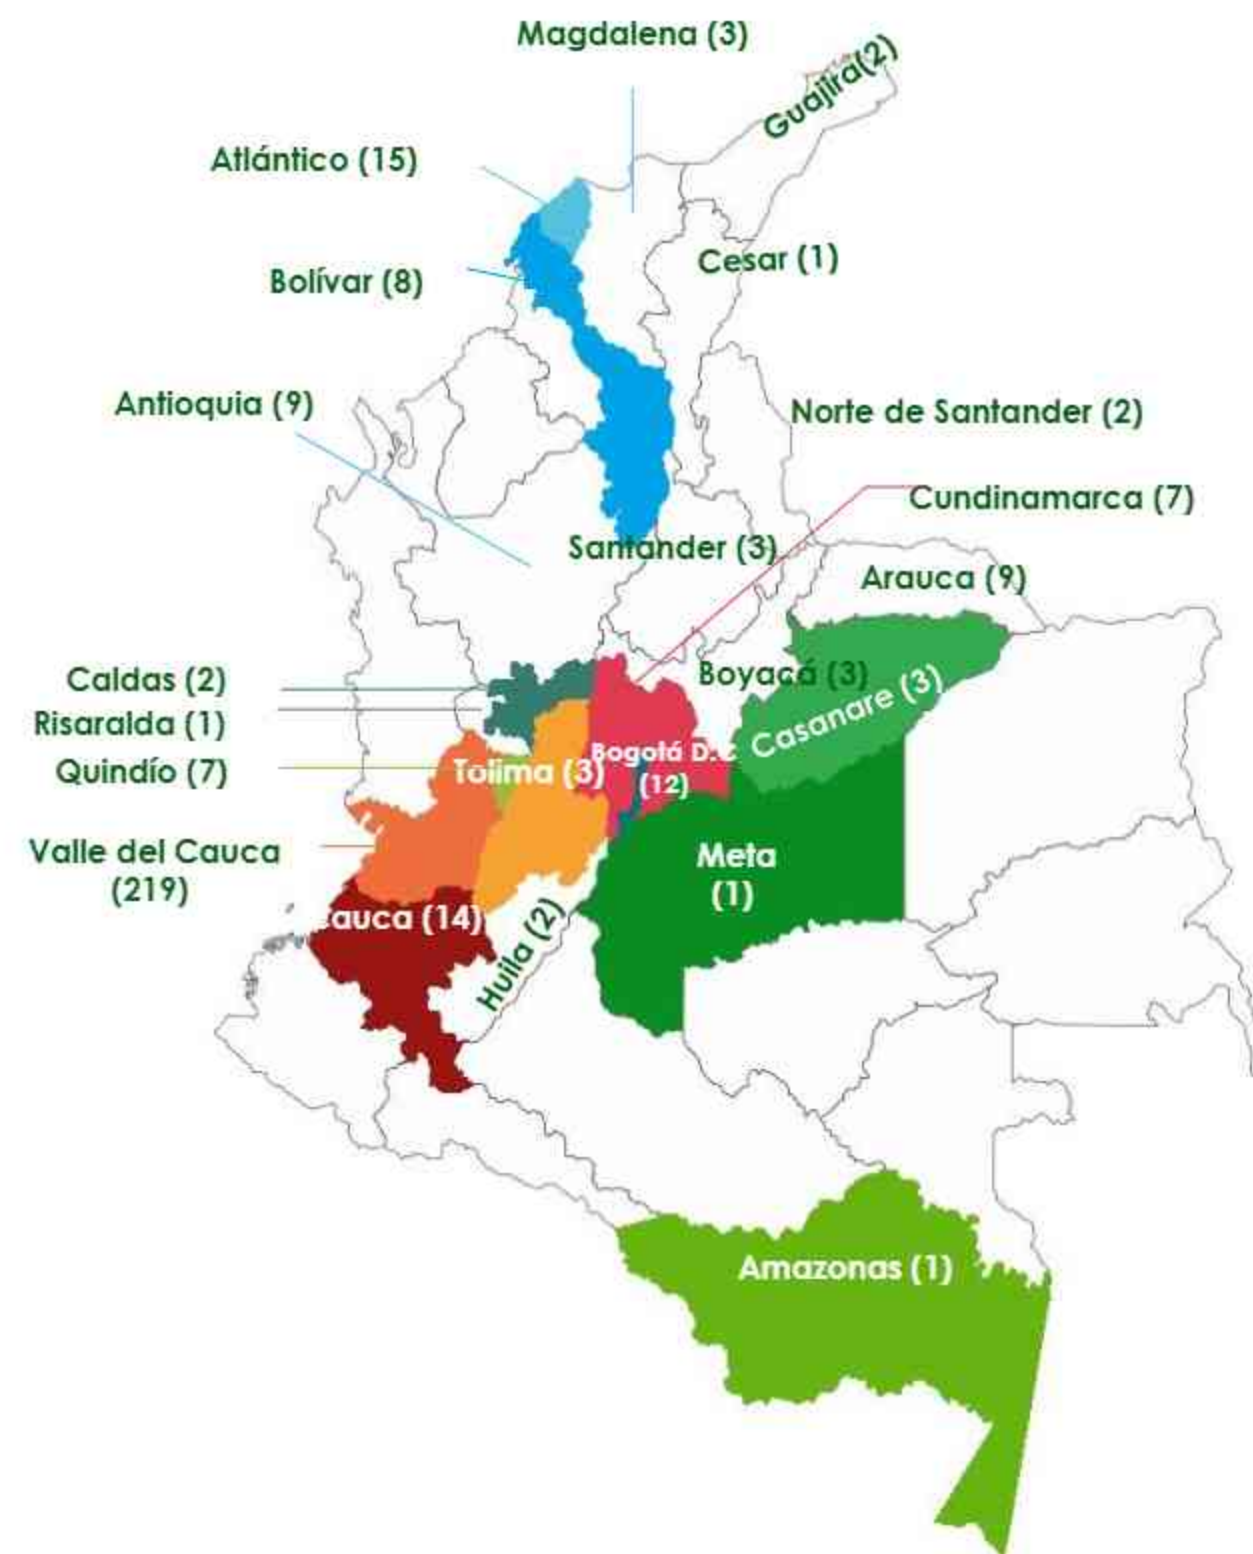 Magdalena (3)
Guajira(2)
Atlántico (15)
Cesar (1)
Bolívar (8)
Antioquia (9)
Norte de Santander (2)
Cundinamarca (7)
Santander (3)
Arauca (9)
Caldas (2)
Boyacá (3)
Casanare (3)
Risaralda (1)
Quindío (7)
Tolima (3)
Bogotá D.C
(12)
Valle del Cauca
(219)
Meta
(1)
Cauca (14)
Huila (2)
Amazonas (1)